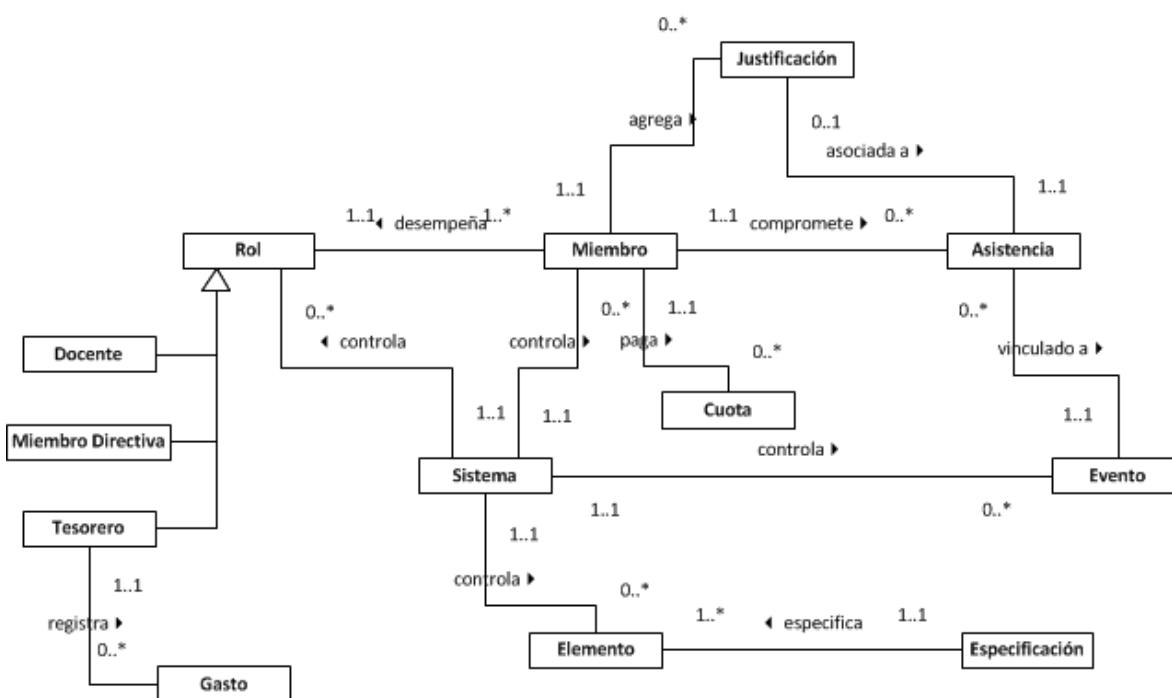 0..*
Justificación
agrega
0..1
asociada a
1..1
1..1
1..1
desempeña
1..*
1..1
compromete
0..*
Rol
Miembro
Asistencia
0..*
0..*
1..1
0..*
controla
controla
paga
vinculado a
Docente
0..*
Cuota
1..1
1..1
1..1
Miembro Directiva
controla
Sistema
Evento
1..1
0..*
Tesorero
1..1
1..1
controla
0..*
registra
1..*
especifica
1..1
0..*
Elemento
Especificación
Gasto